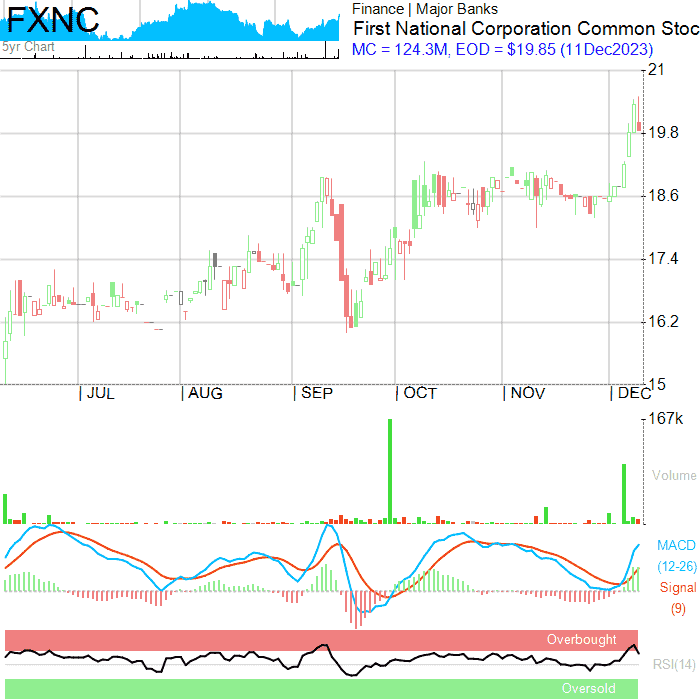 FXNC
5yr Chart
Finance | Major Banks
First National Corporation Common Stoc
MC = 124.3M, EOD = $19.85 (11Dec2023)
21
19.8
18.6
17.4
16.2
15
JUL
AUG
SEP
OCT
NOV
DEC
167k
Volume
MACD
(12-26)
Signal
(9)
Overbought
RSI(14)
Oversold